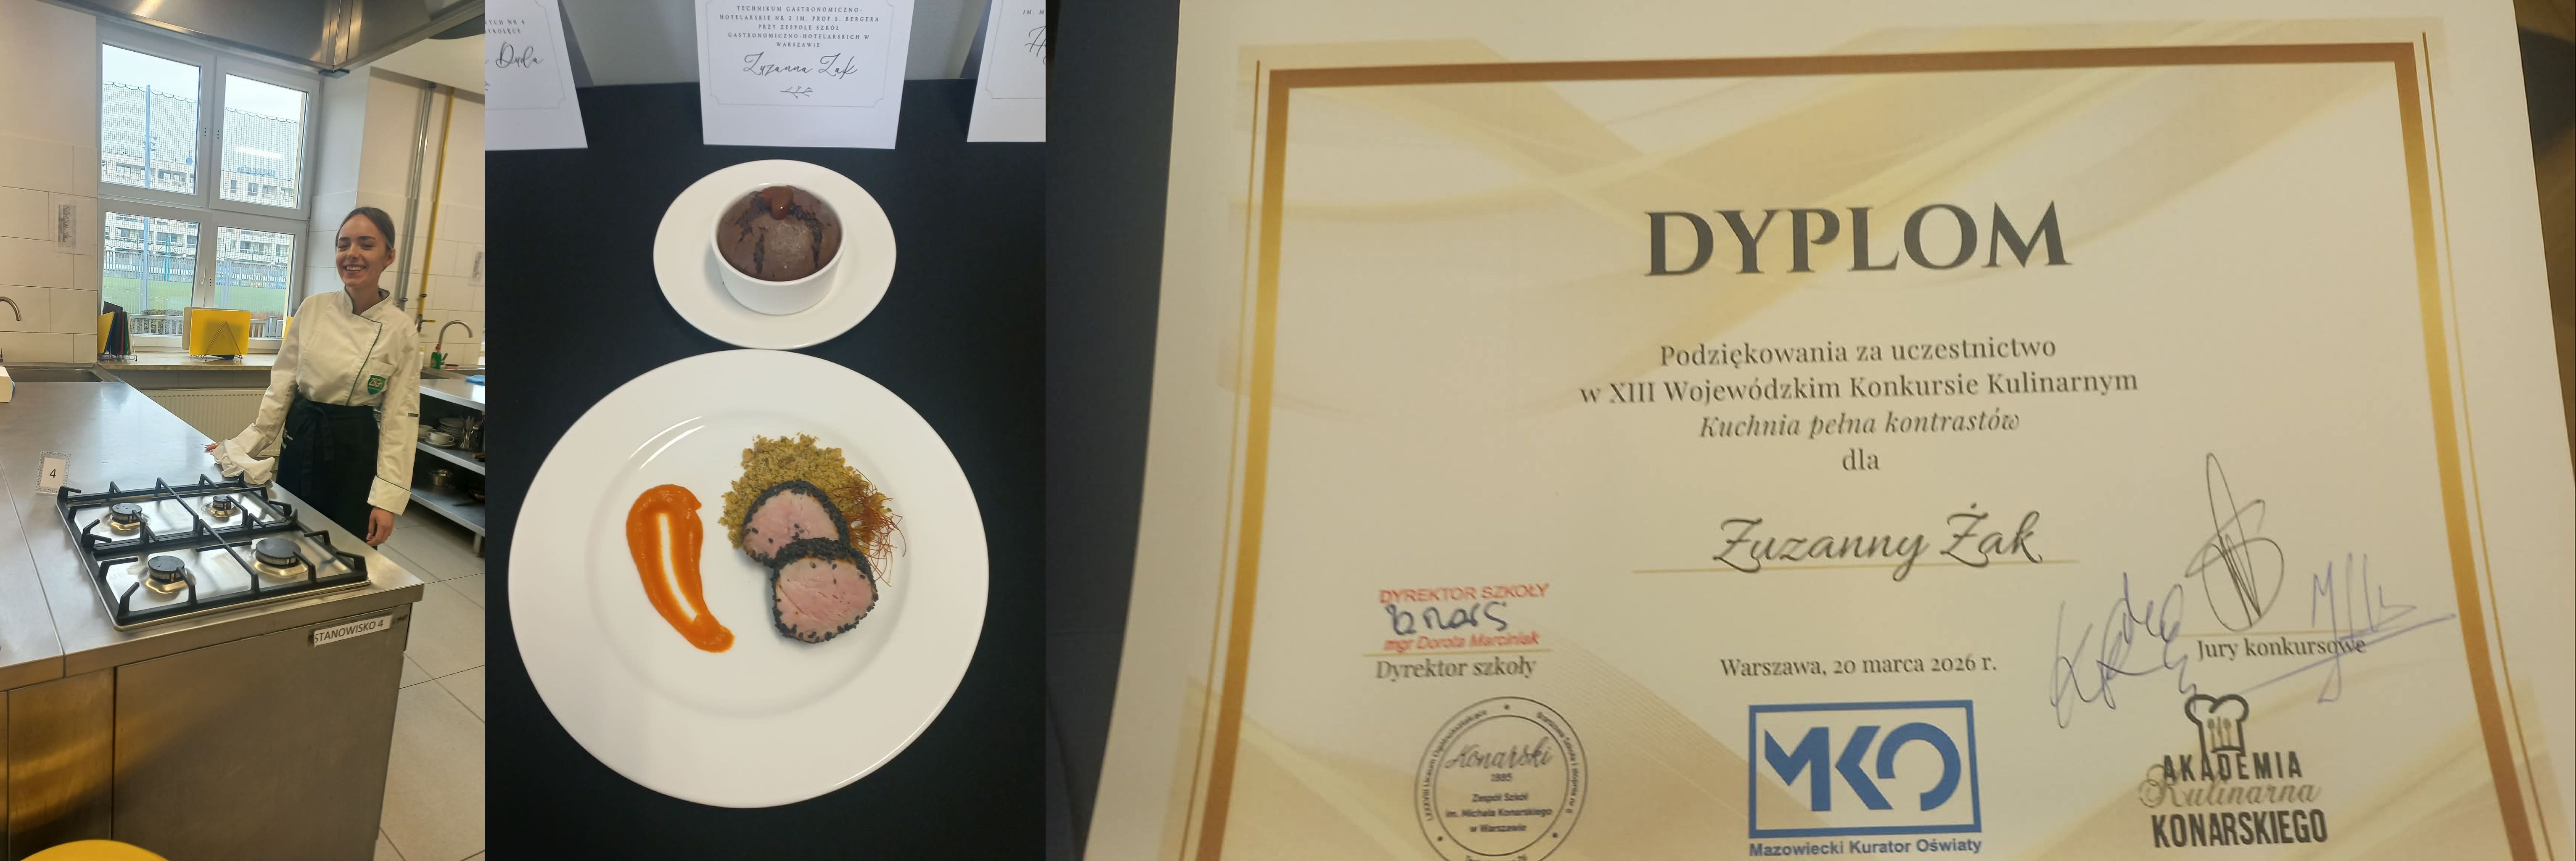 4
STANOWISKO 4
Duda
TECHNIKUM GASTRONOMICZNO-
HOTELARSKIE NR 2 IM. PROF. S. BERGERA
PRZY ZESPOLE SZKÓŁ
GASTRONOMICZNO-HOTELARSKICH W
WARSZAWIE
Zuzanna Żak
DYPLOM
Podziękowania za uczestnictwo
w XIII Wojewódzkim Konkursie Kulinarnym
Kuchnia pełna kontrastów
dla
Zuzanny Żak
DYREKTOR SZKOŁY
mgr Dorota Marciniak
Dyrektor szkoły
Warszawa, 20 marca 2026 r.
Jury konkursowe
Konarski
1885
Zespół Szkół
im. Michała Konarskiego
w Warszawie
MKO
Mazowiecki Kurator Oświaty
AKADEMIA
Kulinarna
KONARSKIEGO